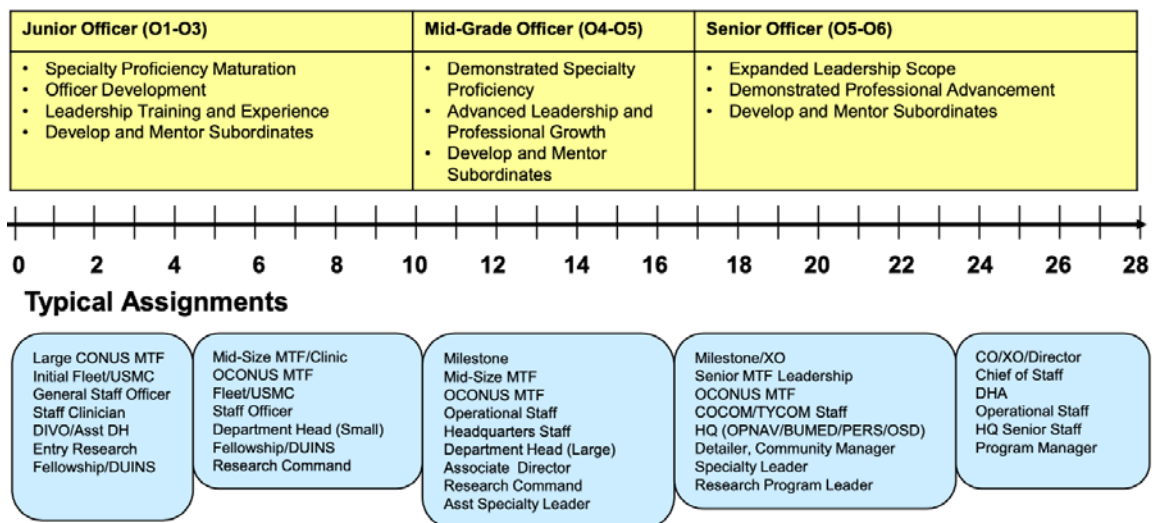 Junior Officer (O1-O3)
• Specialty Proficiency Maturation
• Officer Development
• Leadership Training and Experience
• Develop and Mentor Subordinates
Mid-Grade Officer (O4-O5)
• Demonstrated Specialty
Proficiency
• Advanced Leadership and
Professional Growth
• Develop and Mentor
Subordinates
Senior Officer (O5-O6)
• Expanded Leadership Scope
• Demonstrated Professional Advancement
• Develop and Mentor Subordinates
0 2 4 6 8 10 12 14 16 18 20 22 24 26 28
Typical Assignments
Large CONUS MTF
Initial Fleet/USMC
General Staff Officer
Staff Clinician
DIVO/Asst DH
Entry Research
Fellowship/DUINS
Mid-Size MTF/Clinic
OCONUS MTF
Fleet/USMC
Staff Officer
Department Head (Small)
Fellowship/DUINS
Research Command
Milestone
Mid-Size MTF
OCONUS MTF
Operational Staff
Headquarters Staff
Department Head (Large)
Associate Director
Research Command
Asst Specialty Leader
Milestone/XO
Senior MTF Leadership
OCONUS MTF
COCOM/TYCOM Staff
HQ (OPNAV/BUMED/PERS/OSD)
Detailer, Community Manager
Specialty Leader
Research Program Leader
CO/XO/Director
Chief of Staff
DHA
Operational Staff
HQ Senior Staff
Program Manager